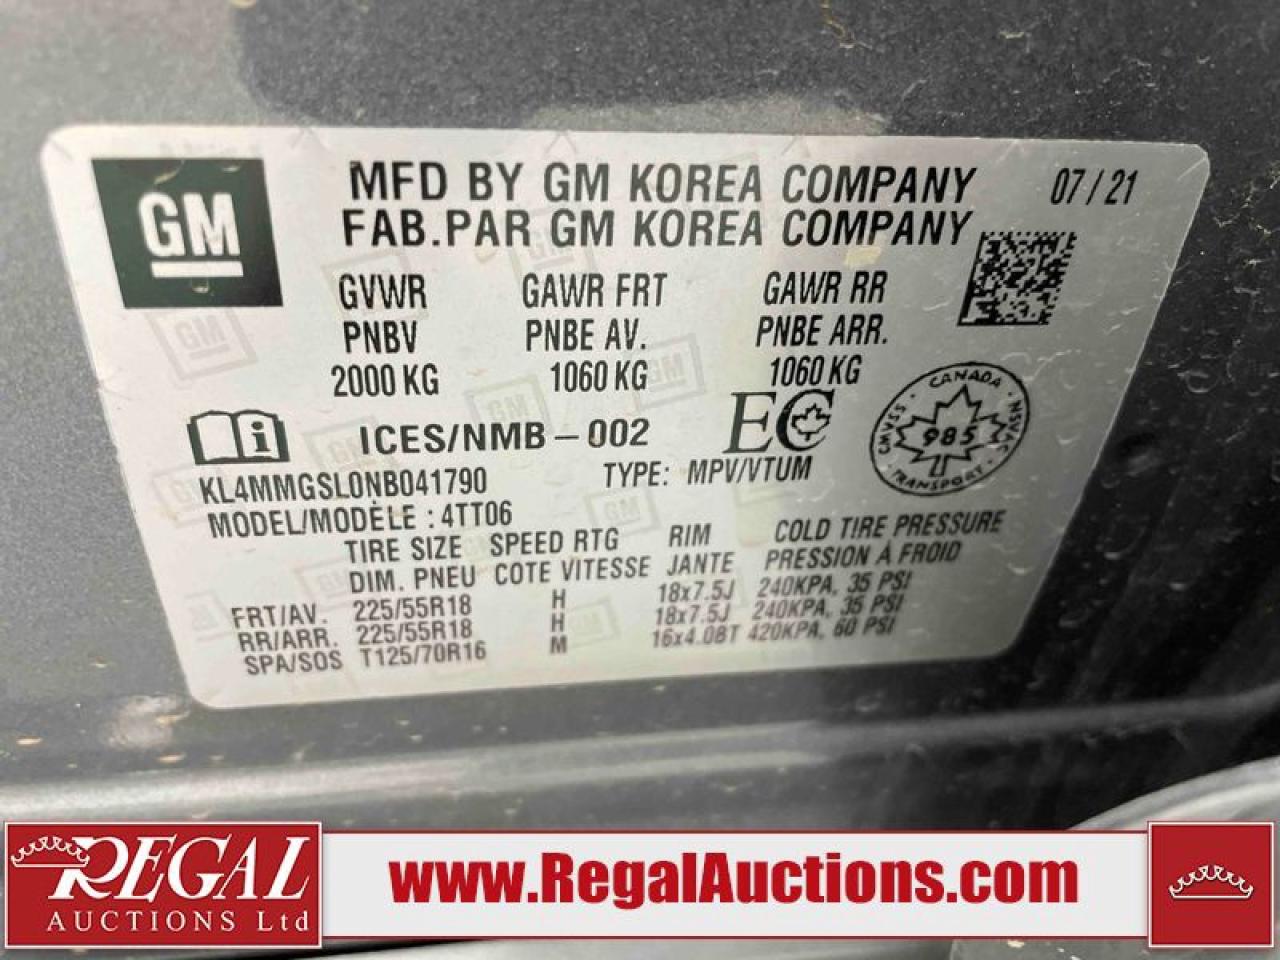 GM
MFD BY GM KOREA COMPANY 07/21
FAB.PAR GM KOREA COMPANY
GVWR GAWR FRT GAWR RR
PNBV PNBE AV. PNBE ARR.
2000 KG 1060 KG 1060 KG
i ICES/NMB-002 EC
CANADA
SSAWC 985 NSVAC
TRANSPORT
KL4MMGSL0NB041790 TYPE: MPV/VTUM
MODEL/MODÈLE : 4TT06
TIRE SIZE SPEED RTG RIM COLD TIRE PRESSURE
DIM. PNEU COTE VITESSE JANTE PRESSION À FROID
FRT/AV. 225/55R18 H 18x7.5J 240KPA, 35 PSI
RR/ARR. 225/55R18 H 18x7.5J 240KPA, 35 PSI
SPA/SOS T125/70R16 M 16x4.0BT 420KPA, 60 PSI
REGAL
AUCTIONS Ltd
www.RegalAuctions.com